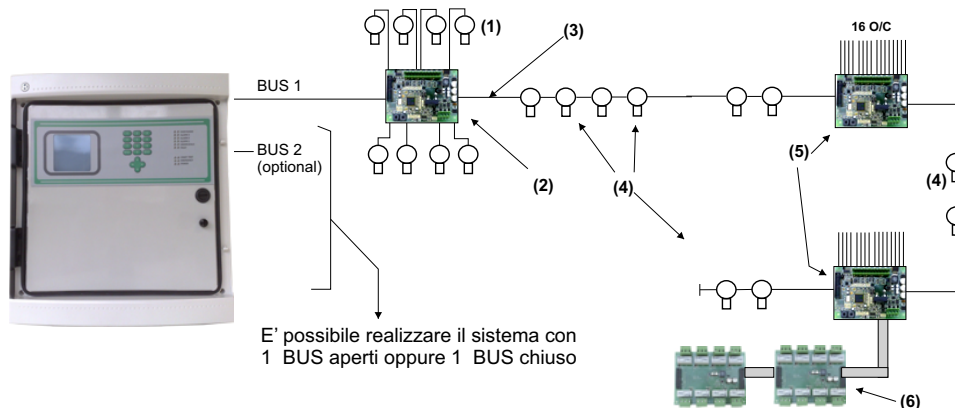 (1)
16 O/C
(3)
BUS 1
BUS 2
(optional)
(2)
(4)
(5)
(4)
E' possibile realizzare il sistema con
1 BUS aperti oppure 1 BUS chiuso
(6)